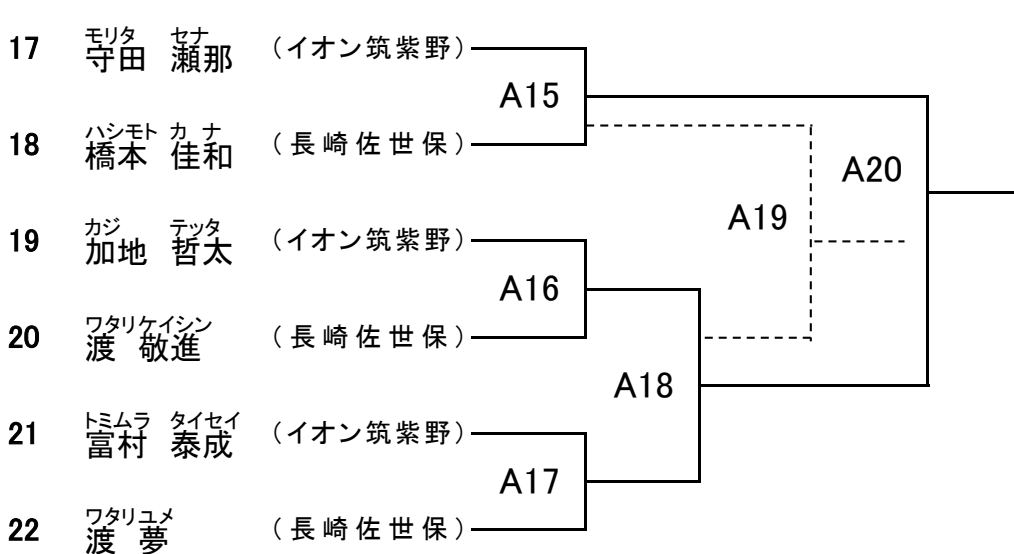 モリタ セナ
17 守田 瀬那 （イオン筑紫野）
A15
ハシモト カ ナ
18 橋本 佳和 （長崎佐世保）
A20
A19
カジ テッタ
19 加地 哲太 （イオン筑紫野）
A16
ワタリケイシン
20 渡 敬進 （長崎佐世保）
A18
トミムラ タイセイ
21 富村 泰成 （イオン筑紫野）
A17
ワタリユメ
22 渡 夢 （長崎佐世保）